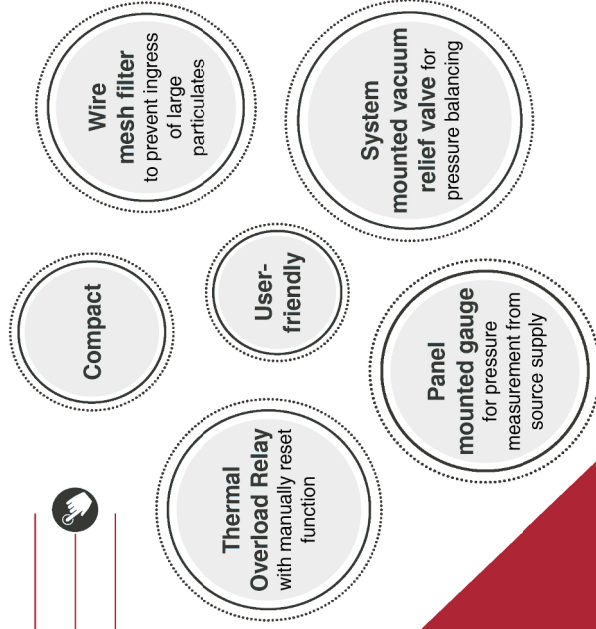 Compact
Wire
mesh filter
to prevent ingress
of large
particulates
Thermal
Overload Relay
with manually reset
function
User-
friendly
System
mounted vacuum
relief valve for
pressure balancing
Panel
mounted gauge
for pressure
measurement from
source supply